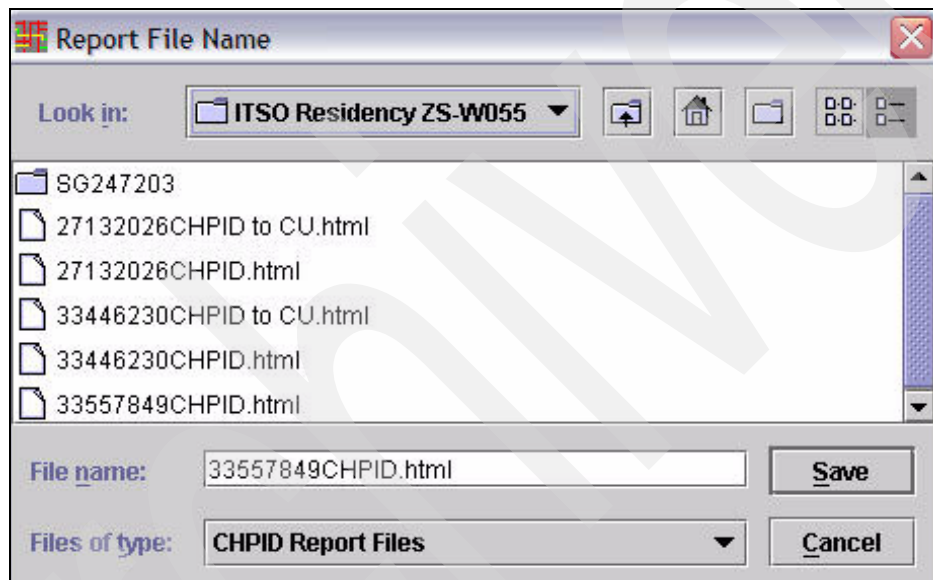 Report File Name
Look in: ITSO Residency ZS-W055
SG247203
27132026CHPID to CU.html
27132026CHPID.html
33446230CHPID to CU.html
33446230CHPID.html
33557849CHPID.html
File name: 33557849CHPID.html Save
Files of type: CHPID Report Files Cancel